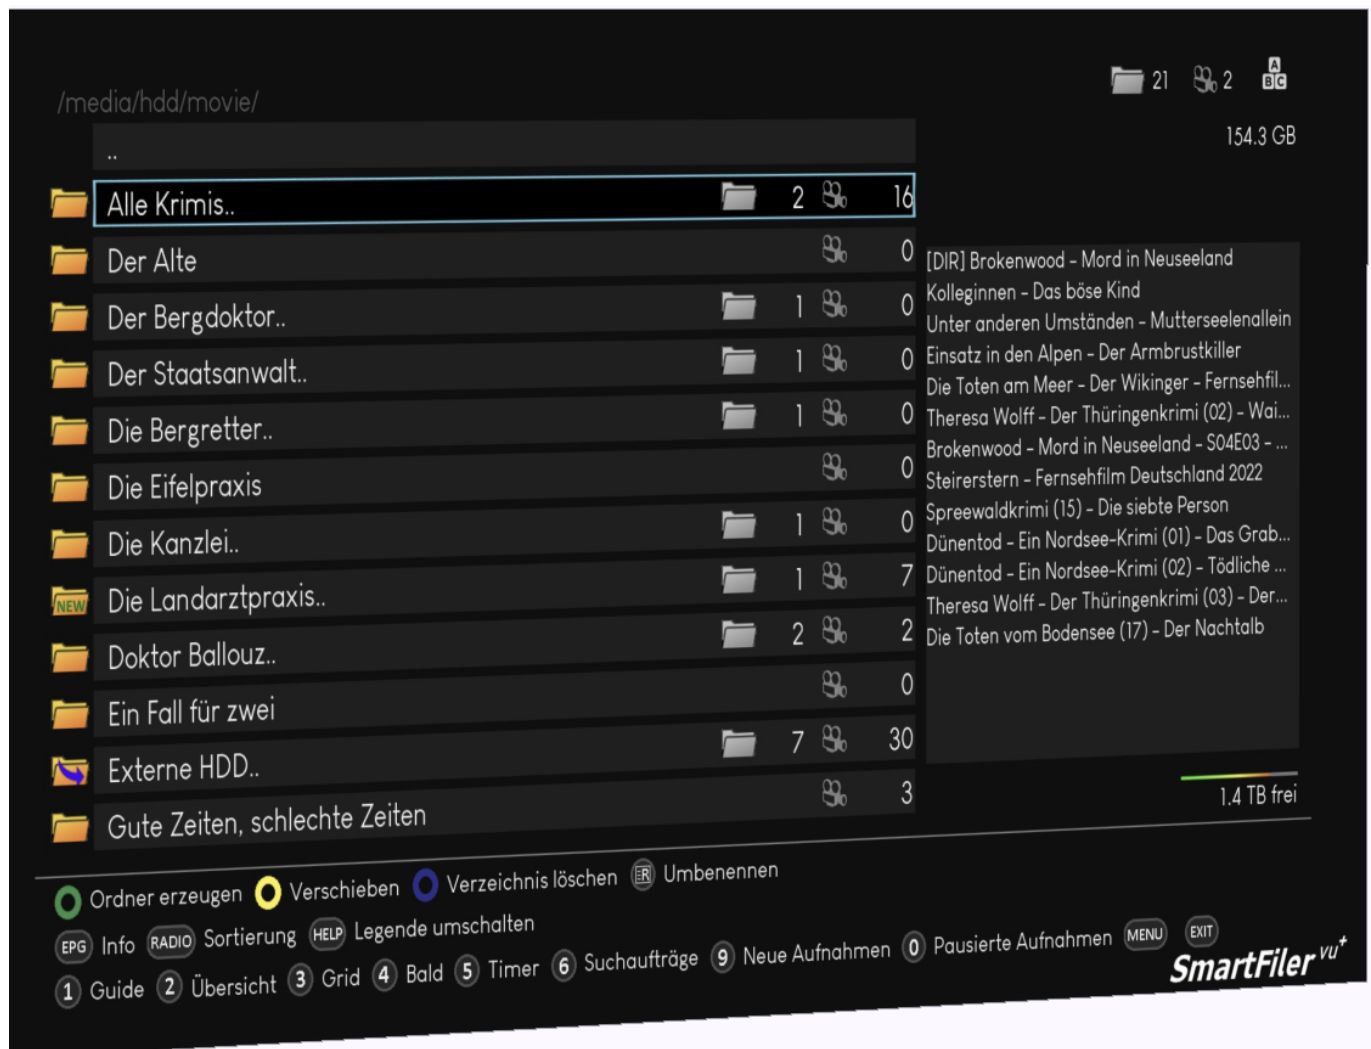 /media/hdd/movie/
21 2 A B C
154.3 GB
..
Alle Krimis.. 2 16
Der Alte 0
Der Bergdoktor.. 1 0
Der Staatsanwalt.. 1 0
Die Bergretter.. 1 0
Die Eifelpraxis 0
Die Kanzlei.. 1 0
NEW Die Landarztpraxis.. 1 7
Doktor Ballouz.. 2 2
Ein Fall für zwei 0
Externe HDD.. 7 30
Gute Zeiten, schlechte Zeiten 3
[DIR] Brokenwood - Mord in Neuseeland
Kolleginnen - Das böse Kind
Unter anderen Umständen - Mutterseelenallein
Einsatz in den Alpen - Der Armbrustkiller
Die Toten am Meer - Der Wikinger - Fernsehfil...
Theresa Wolff - Der Thüringenkrimi (02) - Wai...
Brokenwood - Mord in Neuseeland - S04E03 - ...
Steirerstern - Fernsehfilm Deutschland 2022
Spreewaldkrimi (15) - Die siebte Person
Dünentod - Ein Nordsee-Krimi (01) - Das Grab...
Dünentod - Ein Nordsee-Krimi (02) - Tödliche ...
Theresa Wolff - Der Thüringenkrimi (03) - Der...
Die Toten vom Bodensee (17) - Der Nachtalb
1.4 TB frei
Ordner erzeugen Verschieben Verzeichnis löschen R Umbenennen
EPG Info RADIO Sortierung HELP Legende umschalten
1 Guide 2 Übersicht 3 Grid 4 Bald 5 Timer 6 Suchaufträge 9 Neue Aufnahmen 0 Pausierte Aufnahmen MENU EXIT
SmartFiler vu+